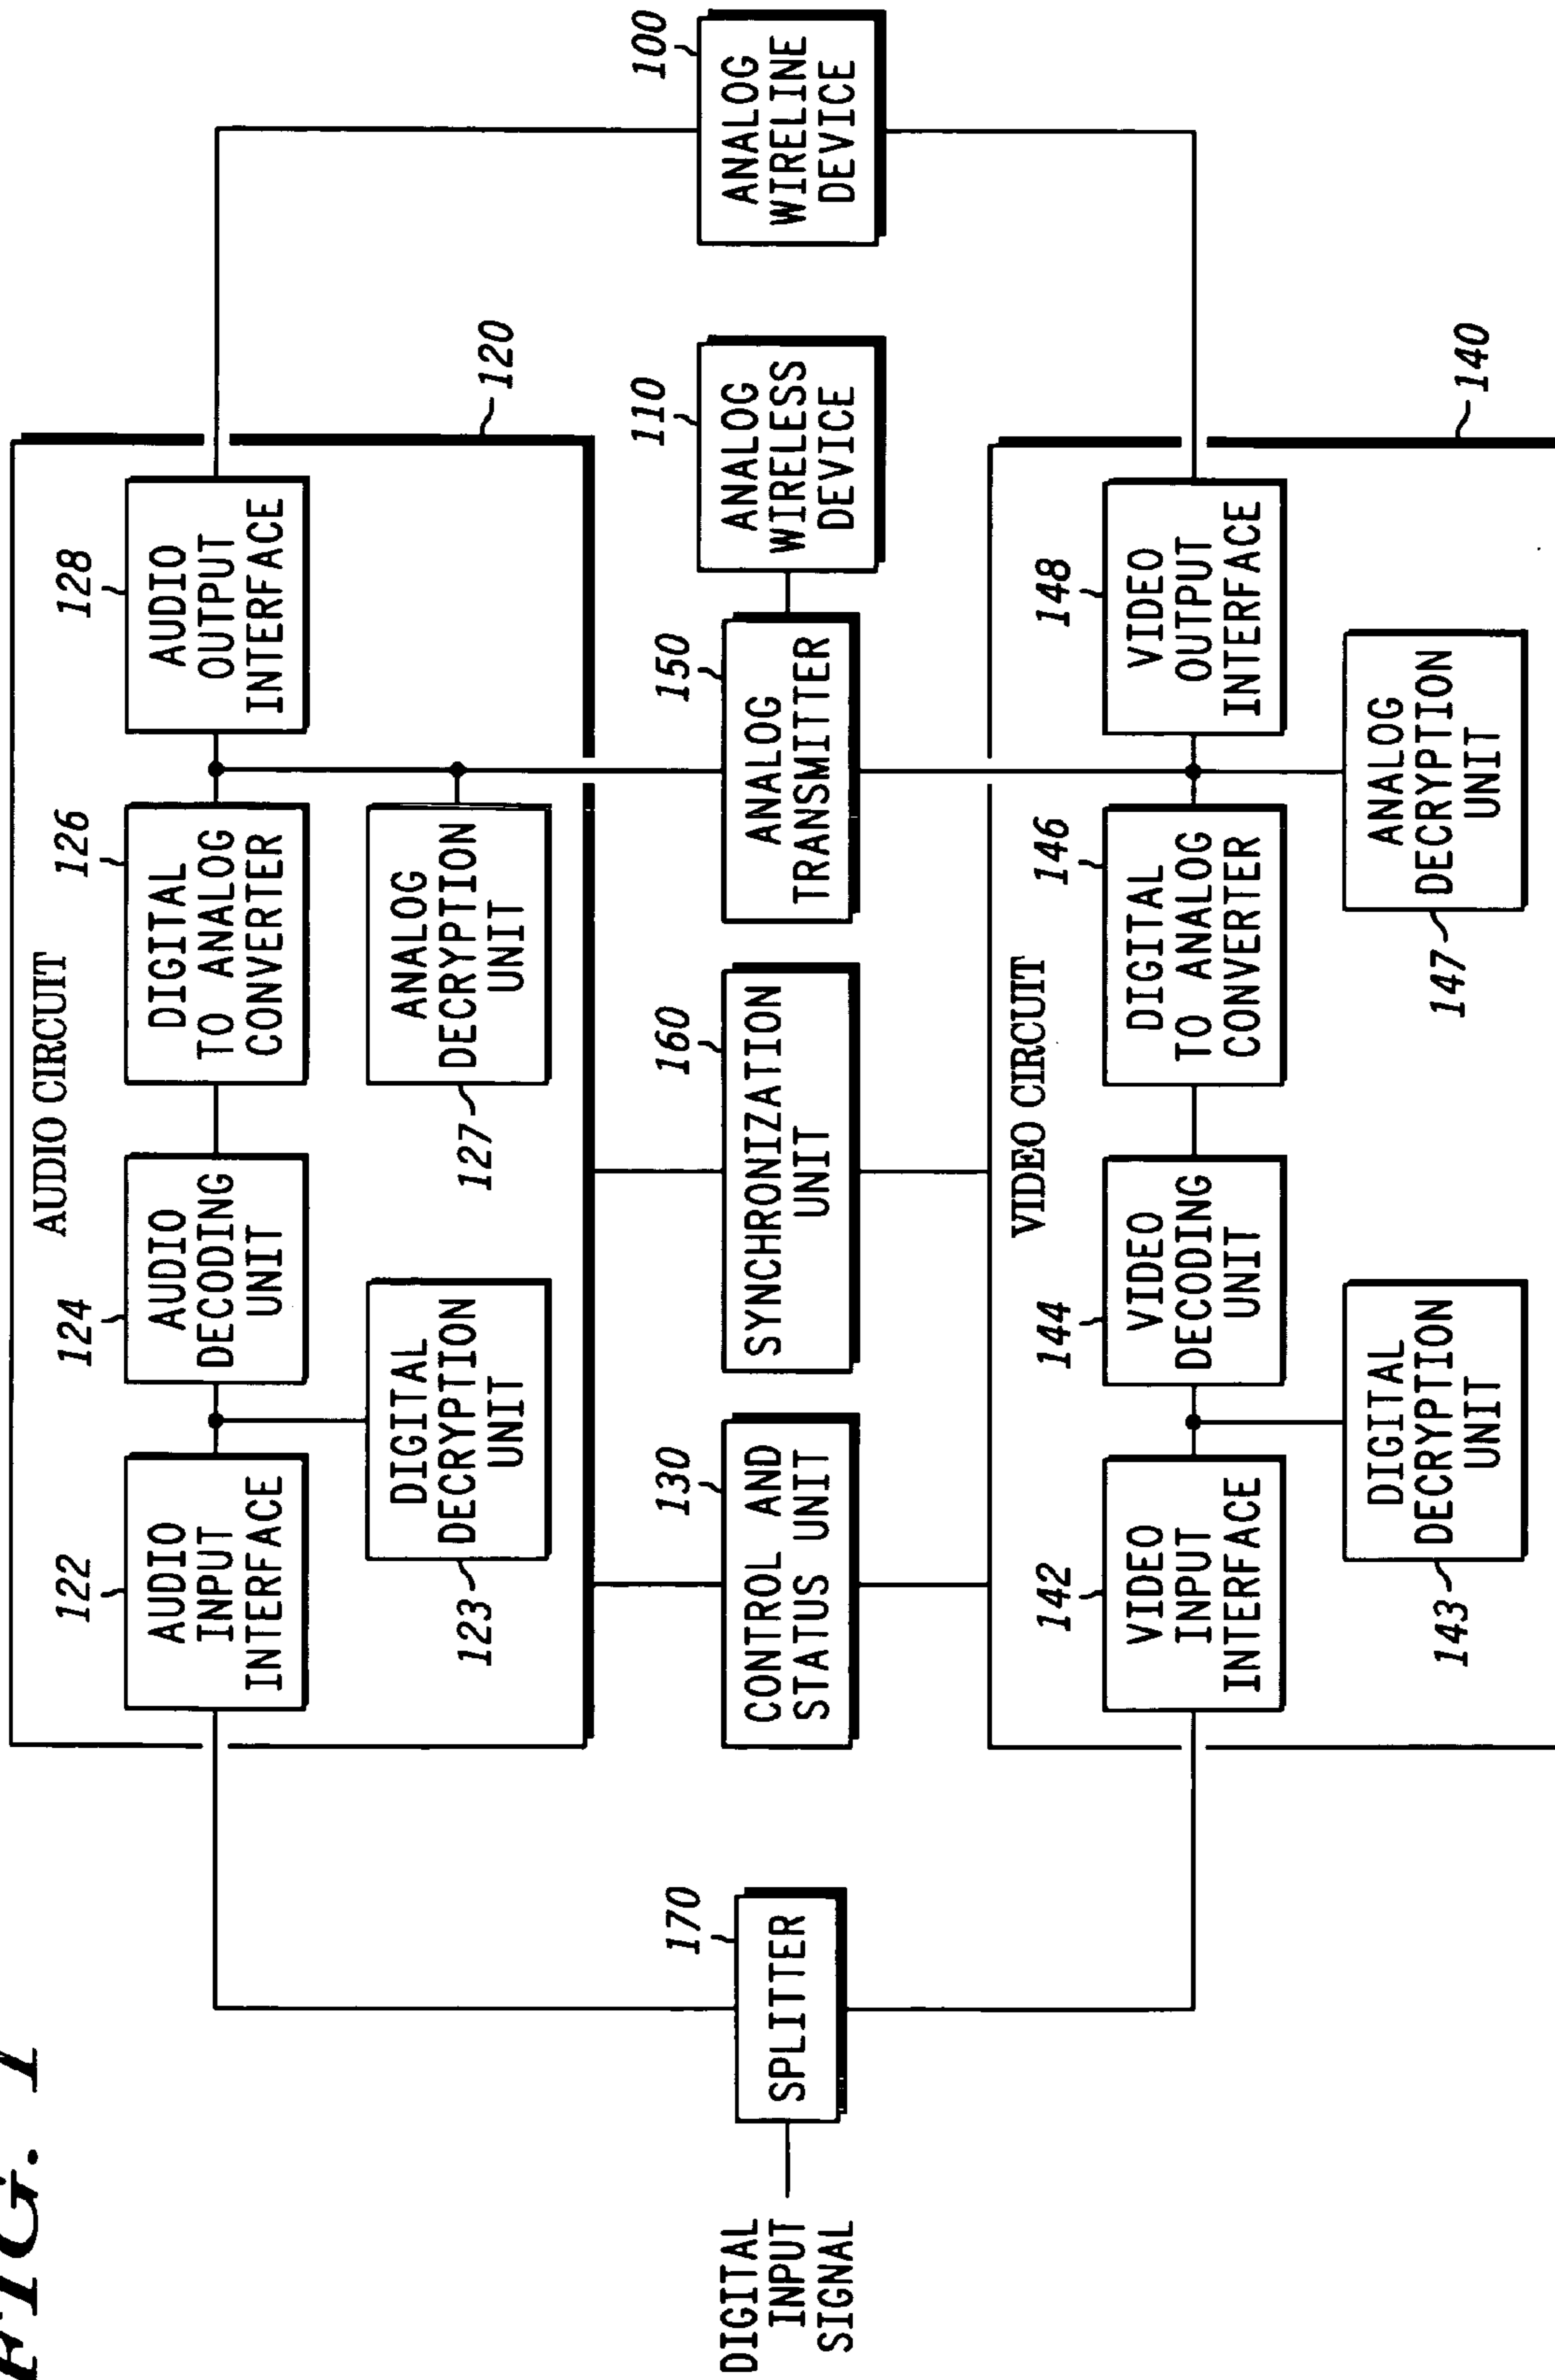 FIG. 1
AUDIO CIRCUIT
122
AUDIO
INPUT
INTERFACE
124
AUDIO
DECODING
UNIT
126
DIGITAL
TO ANALOG
CONVERTER
128
AUDIO
OUTPUT
INTERFACE
123
DIGITAL
DECRYPTION
UNIT
127
ANALOG
DECRYPTION
UNIT
120
DIGITAL
INPUT
SIGNAL
170
SPLITTER
130
CONTROL AND
STATUS UNIT
160
SYNCHRONIZATION
UNIT
150
ANALOG
TRANSMITTER
110
ANALOG
WIRELESS
DEVICE
100
ANALOG
WIRELINE
DEVICE
VIDEO CIRCUIT
142
VIDEO
INPUT
INTERFACE
144
VIDEO
DECODING
UNIT
146
DIGITAL
TO ANALOG
CONVERTER
148
VIDEO
OUTPUT
INTERFACE
140
143
DIGITAL
DECRYPTION
UNIT
147
ANALOG
DECRYPTION
UNIT